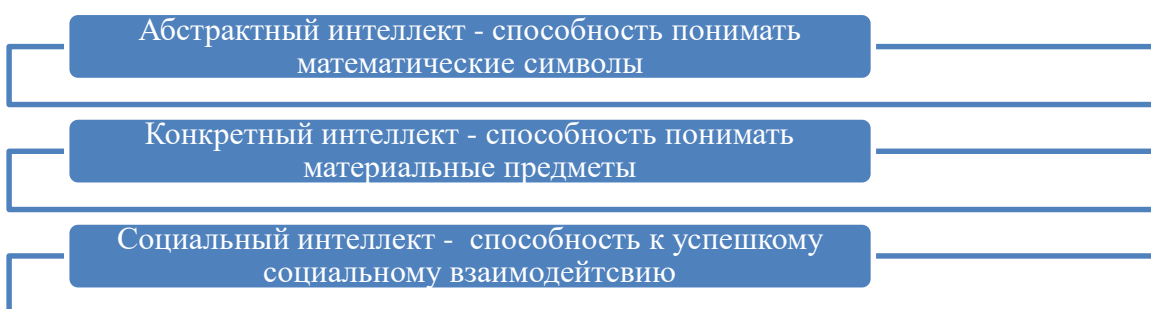 Абстрактный интеллект - способность понимать
математические символы
Конкретный интеллект - способность понимать
материальные предметы
Социальный интеллект -  способность к успешкому
социальному взаимодейтсвию